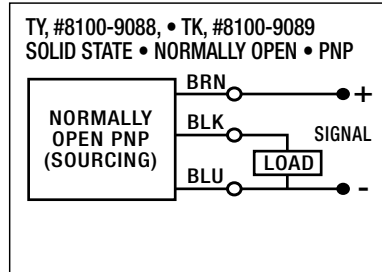 TY, #8100-9088, • TK, #8100-9089
SOLID STATE • NORMALLY OPEN • PNP
NORMALLY
OPEN PNP
(SOURCING)
BRN
+
BLK
SIGNAL
LOAD
BLU
-